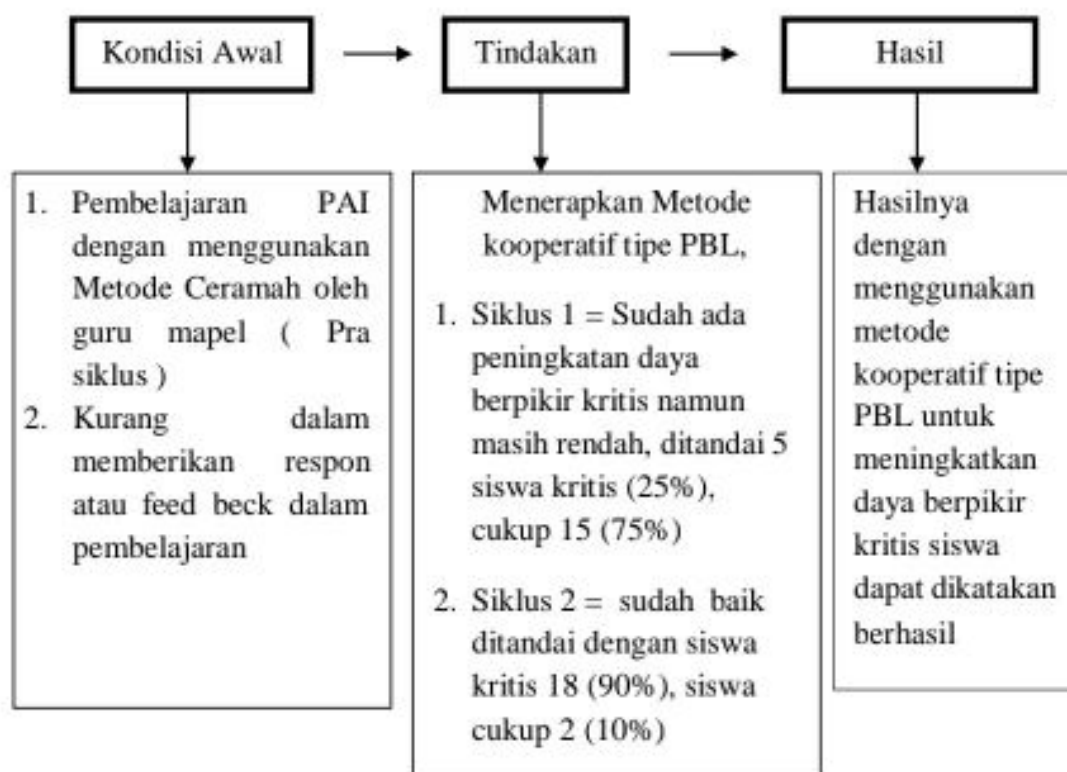 Kondisi Awal
Tindakan
Hasil
1. Pembelajaran PAI
dengan menggunakan
Metode Ceramah oleh
guru mapel ( Pra
siklus )
2. Kurang dalam
memberikan respon
atau feed beck dalam
pembelajaran
Menerapkan Metode
kooperatif tipe PBL,
1. Siklus 1 = Sudah ada
peningkatan daya
berpikir kritis namun
masih rendah, ditandai 5
siswa kritis (25%),
cukup 15 (75%)
2. Siklus 2 = sudah baik
ditandai dengan siswa
kritis 18 (90%), siswa
cukup 2 (10%)
Hasilnya
dengan
menggunakan
metode
kooperatif tipe
PBL untuk
meningkatkan
daya berpikir
kritis siswa
dapat dikatakan
berhasil